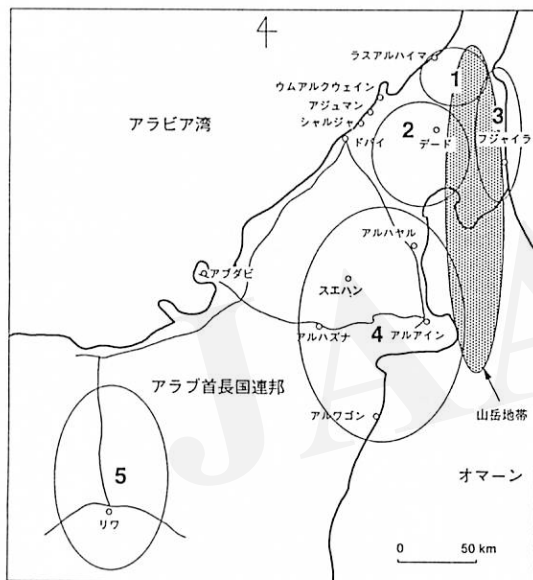 4
ラスアルハイマ
1
ウムアルクウェイン
アジュマン
3
シャルジャ
アラビア湾
2
フジャイラ
デード
ドバイ
アルハヤル
アブダビ
スエハン
アルハズナ
4
アルアイン
アラブ首長国連邦
アルワゴン
山岳地帯
5
オマーン
リワ
0 50 km
JAA